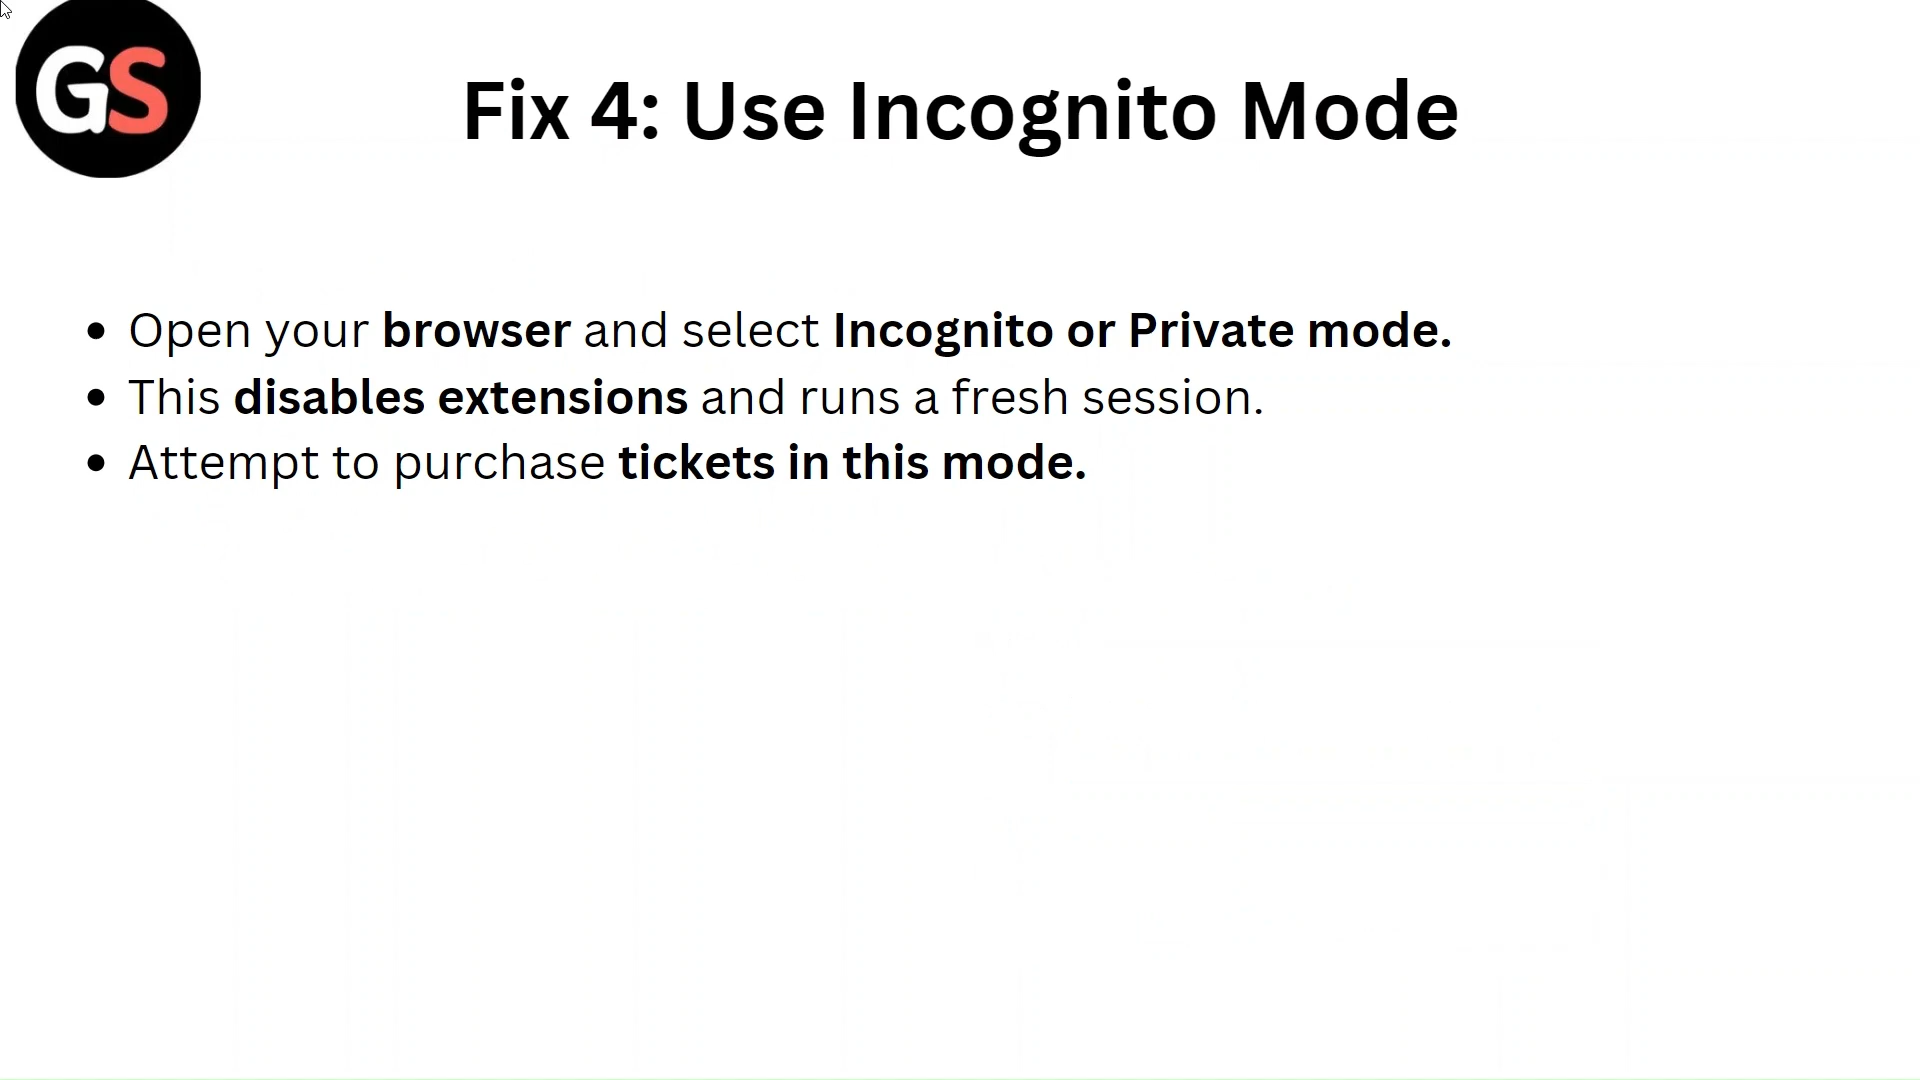 GS
Fix 4: Use Incognito Mode
• Open your browser and select Incognito or Private mode.
• This disables extensions and runs a fresh session.
• Attempt to purchase tickets in this mode.